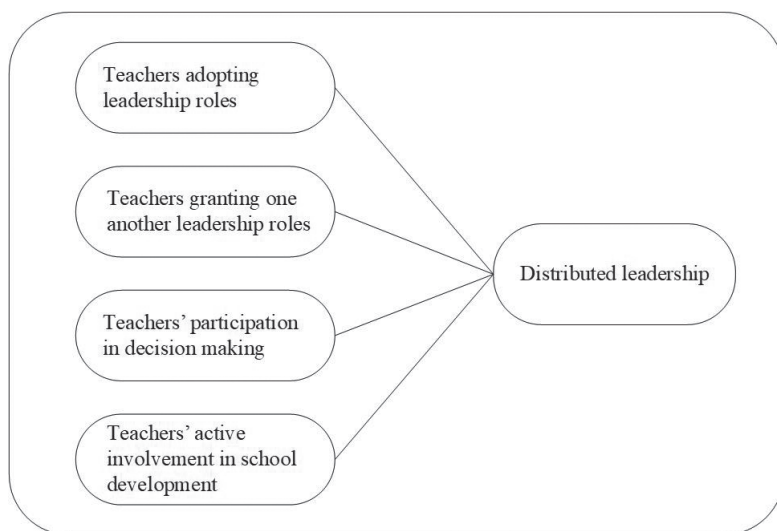 Teachers adopting
leadership roles
Teachers granting one
another leadership roles
Teachers’ participation
in decision making
Teachers’ active
involvement in school
development
Distributed leadership